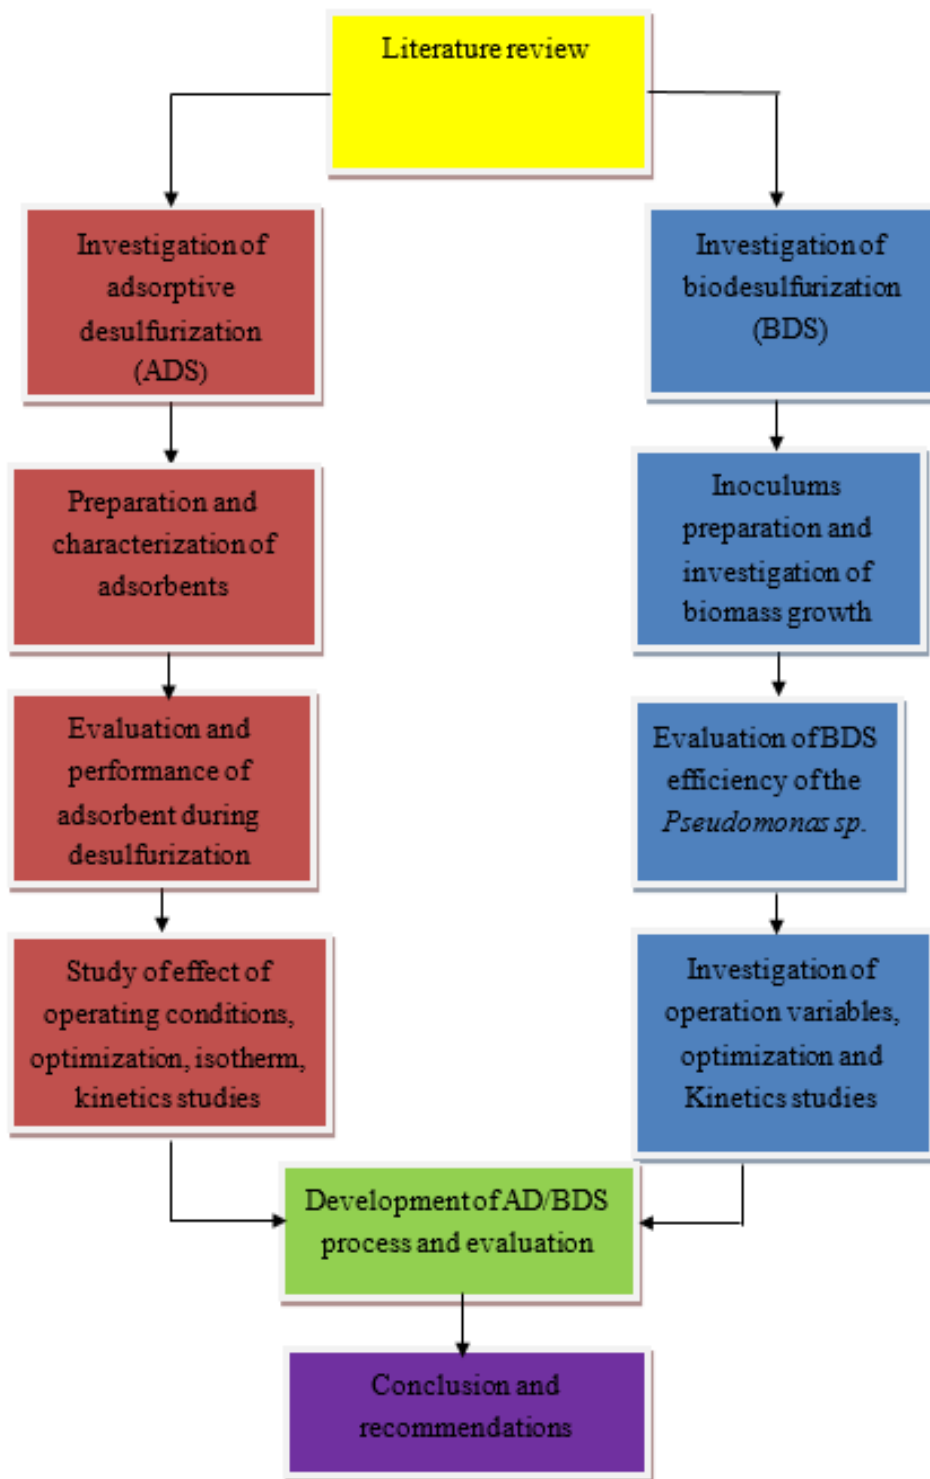 Literature review
Investigation of
adsorptive
desulfurization
(ADS)
Preparation and
characterization of
adsorbents
Evaluation and
performance of
adsorbent during
desulfurization
Study of effect of
operating conditions,
optimization, isotherm,
kinetics studies
Investigation of
biodesulfurization
(BDS)
Inoculums
preparation and
investigation of
biomass growth
Evaluation of BDS
efficiency of the
Pseudomonas sp.
Investigation of
operation variables,
optimization and
Kinetics studies
Development of AD/BDS
process and evaluation
Conclusion and
recommendations